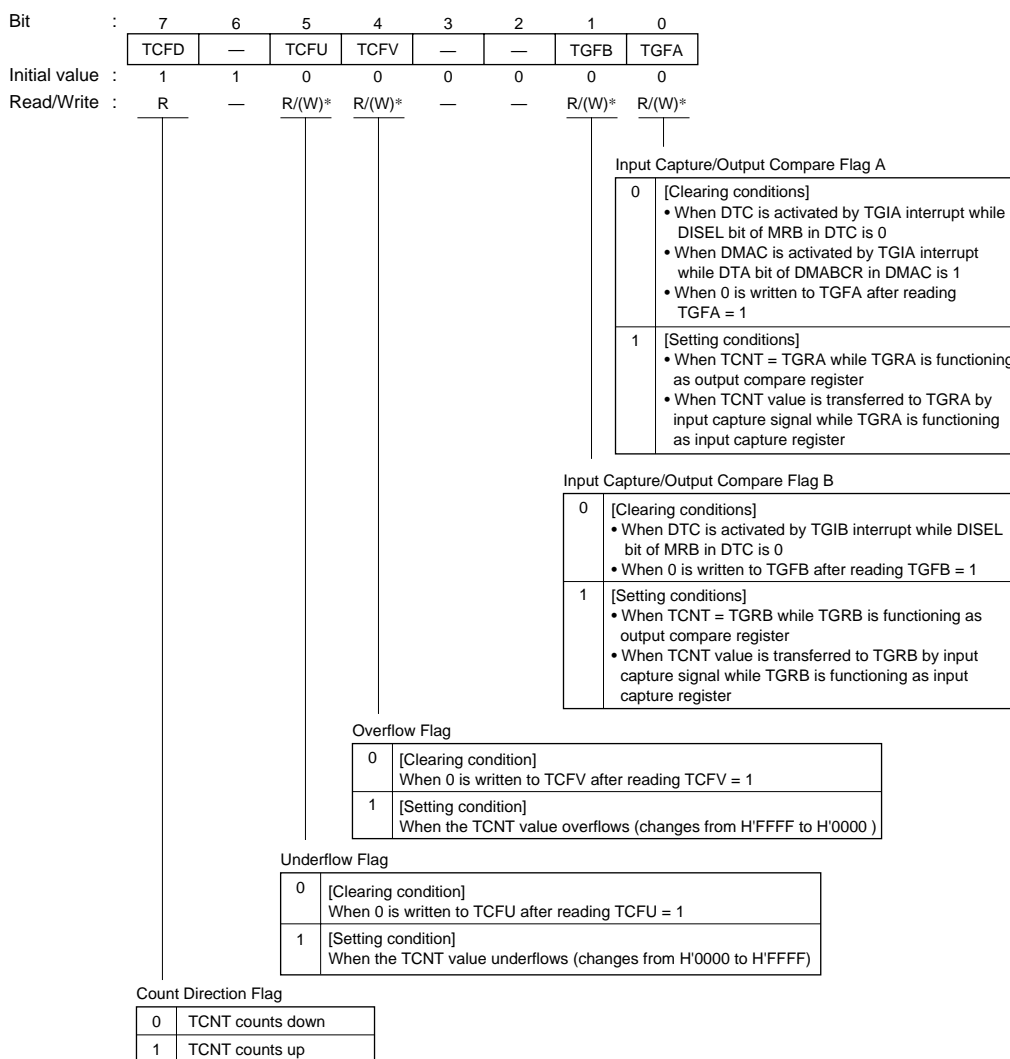 Bit : 7 6 5 4 3 2 1 0
TCFD — TCFU TCFV — — TGFB TGFA
Initial value : 1 1 0 0 0 0 0 0
Read/Write : R — R/(W)* R/(W)* — — R/(W)* R/(W)*
Input Capture/Output Compare Flag A
0 [Clearing conditions]
• When DTC is activated by TGIA interrupt while
DISEL bit of MRB in DTC is 0
• When DMAC is activated by TGIA interrupt
while DTA bit of DMABCR in DMAC is 1
• When 0 is written to TGFA after reading
TGFA = 1
1 [Setting conditions]
• When TCNT = TGRA while TGRA is functioning
as output compare register
• When TCNT value is transferred to TGRA by
input capture signal while TGRA is functioning
as input capture register
Input Capture/Output Compare Flag B
0 [Clearing conditions]
• When DTC is activated by TGIB interrupt while DISEL
bit of MRB in DTC is 0
• When 0 is written to TGFB after reading TGFB = 1
1 [Setting conditions]
• When TCNT = TGRB while TGRB is functioning as
output compare register
• When TCNT value is transferred to TGRB by input
capture signal while TGRB is functioning as input
capture register
Overflow Flag
0 [Clearing condition]
When 0 is written to TCFV after reading TCFV = 1
1 [Setting condition]
When the TCNT value overflows (changes from H'FFFF to H'0000 )
Underflow Flag
0 [Clearing condition]
When 0 is written to TCFU after reading TCFU = 1
1 [Setting condition]
When the TCNT value underflows (changes from H'0000 to H'FFFF)
Count Direction Flag
0 TCNT counts down
1 TCNT counts up